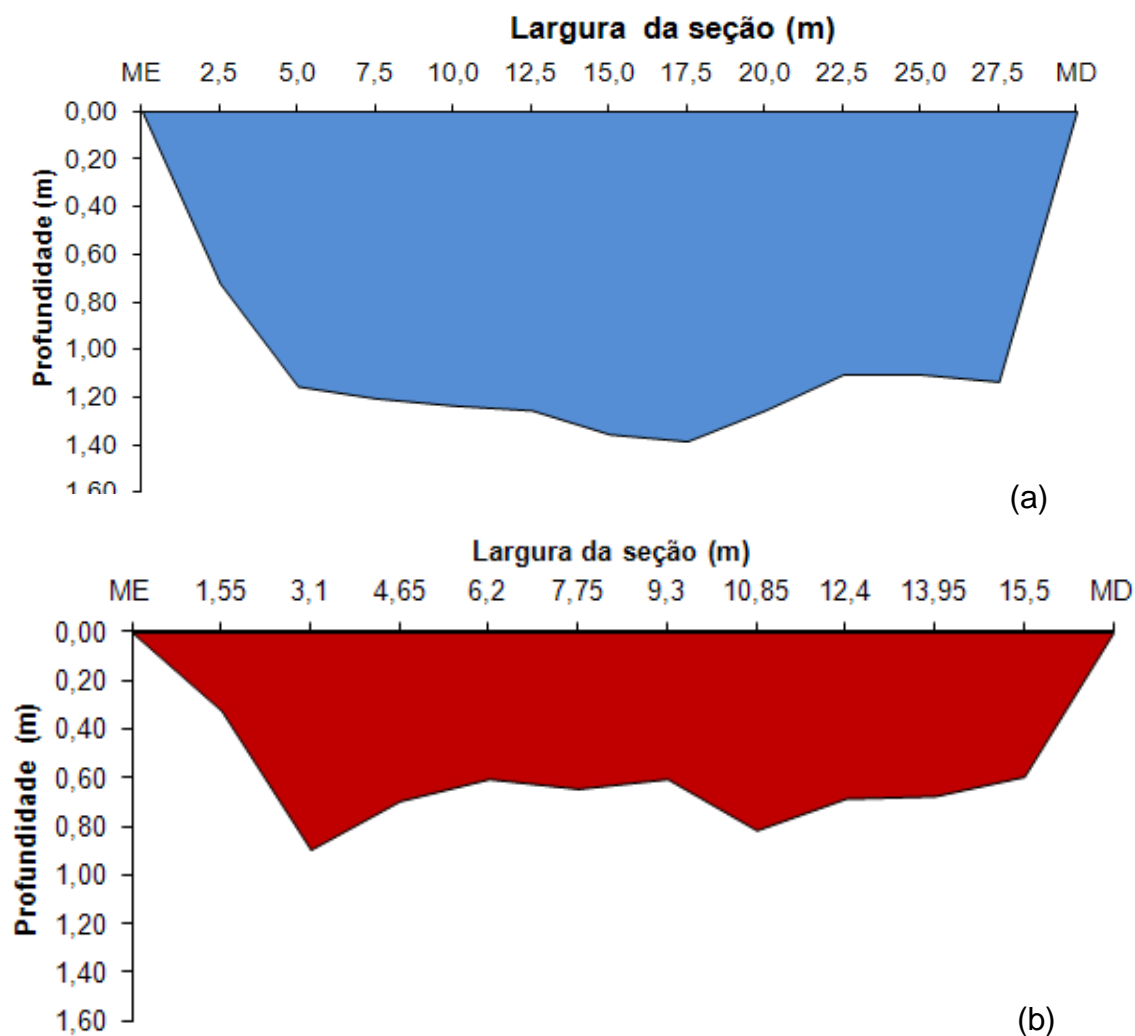 Largura da seção (m)
ME 2,5 5,0 7,5 10,0 12,5 15,0 17,5 20,0 22,5 25,0 27,5 MD
0,00
0,20
0,40
0,60
0,80
1,00
1,20
1,40
1,60
Profundidade (m)
(a)
Largura da seção (m)
ME 1,55 3,1 4,65 6,2 7,75 9,3 10,85 12,4 13,95 15,5 MD
0,00
0,20
0,40
0,60
0,80
1,00
1,20
1,40
1,60
Profundidade (m)
(b)